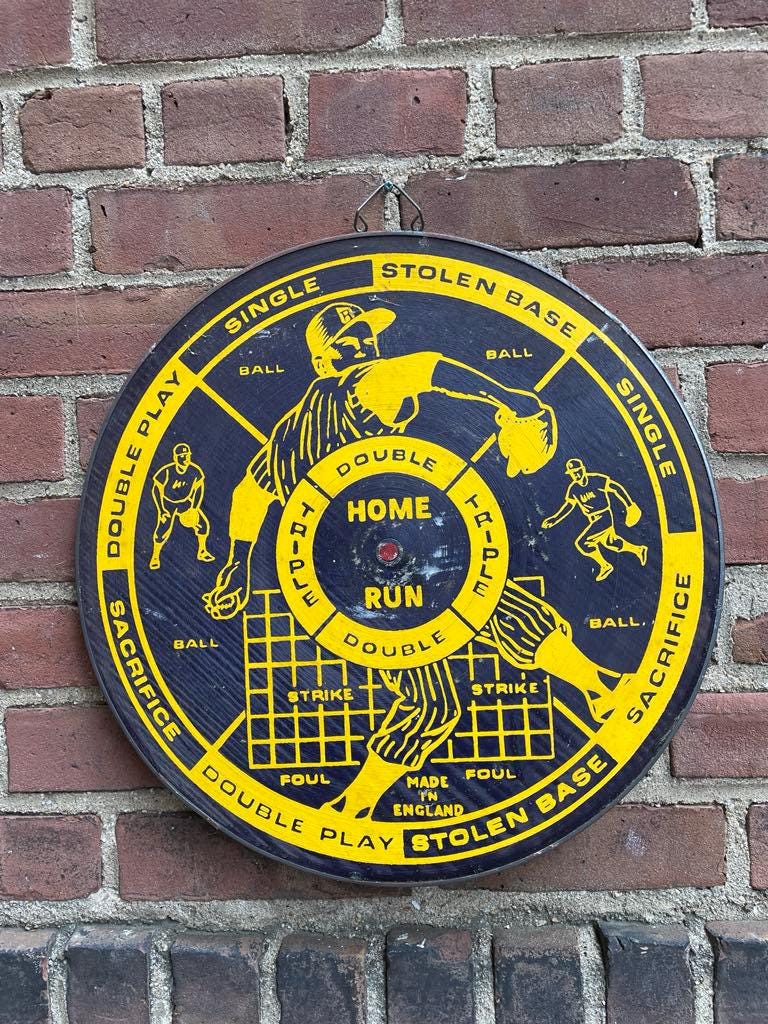 SINGLE
STOLEN BASE
BALL
BALL
DOUBLE PLAY
SINGLE
DOUBLE
TRIPLE
HOME
TRIPLE
RUN
DOUBLE
SACRIFICE
BALL
BALL
SACRIFICE
STRIKE
STRIKE
FOUL
FOUL
MADE
IN
ENGLAND
DOUBLE PLAY
STOLEN BASE